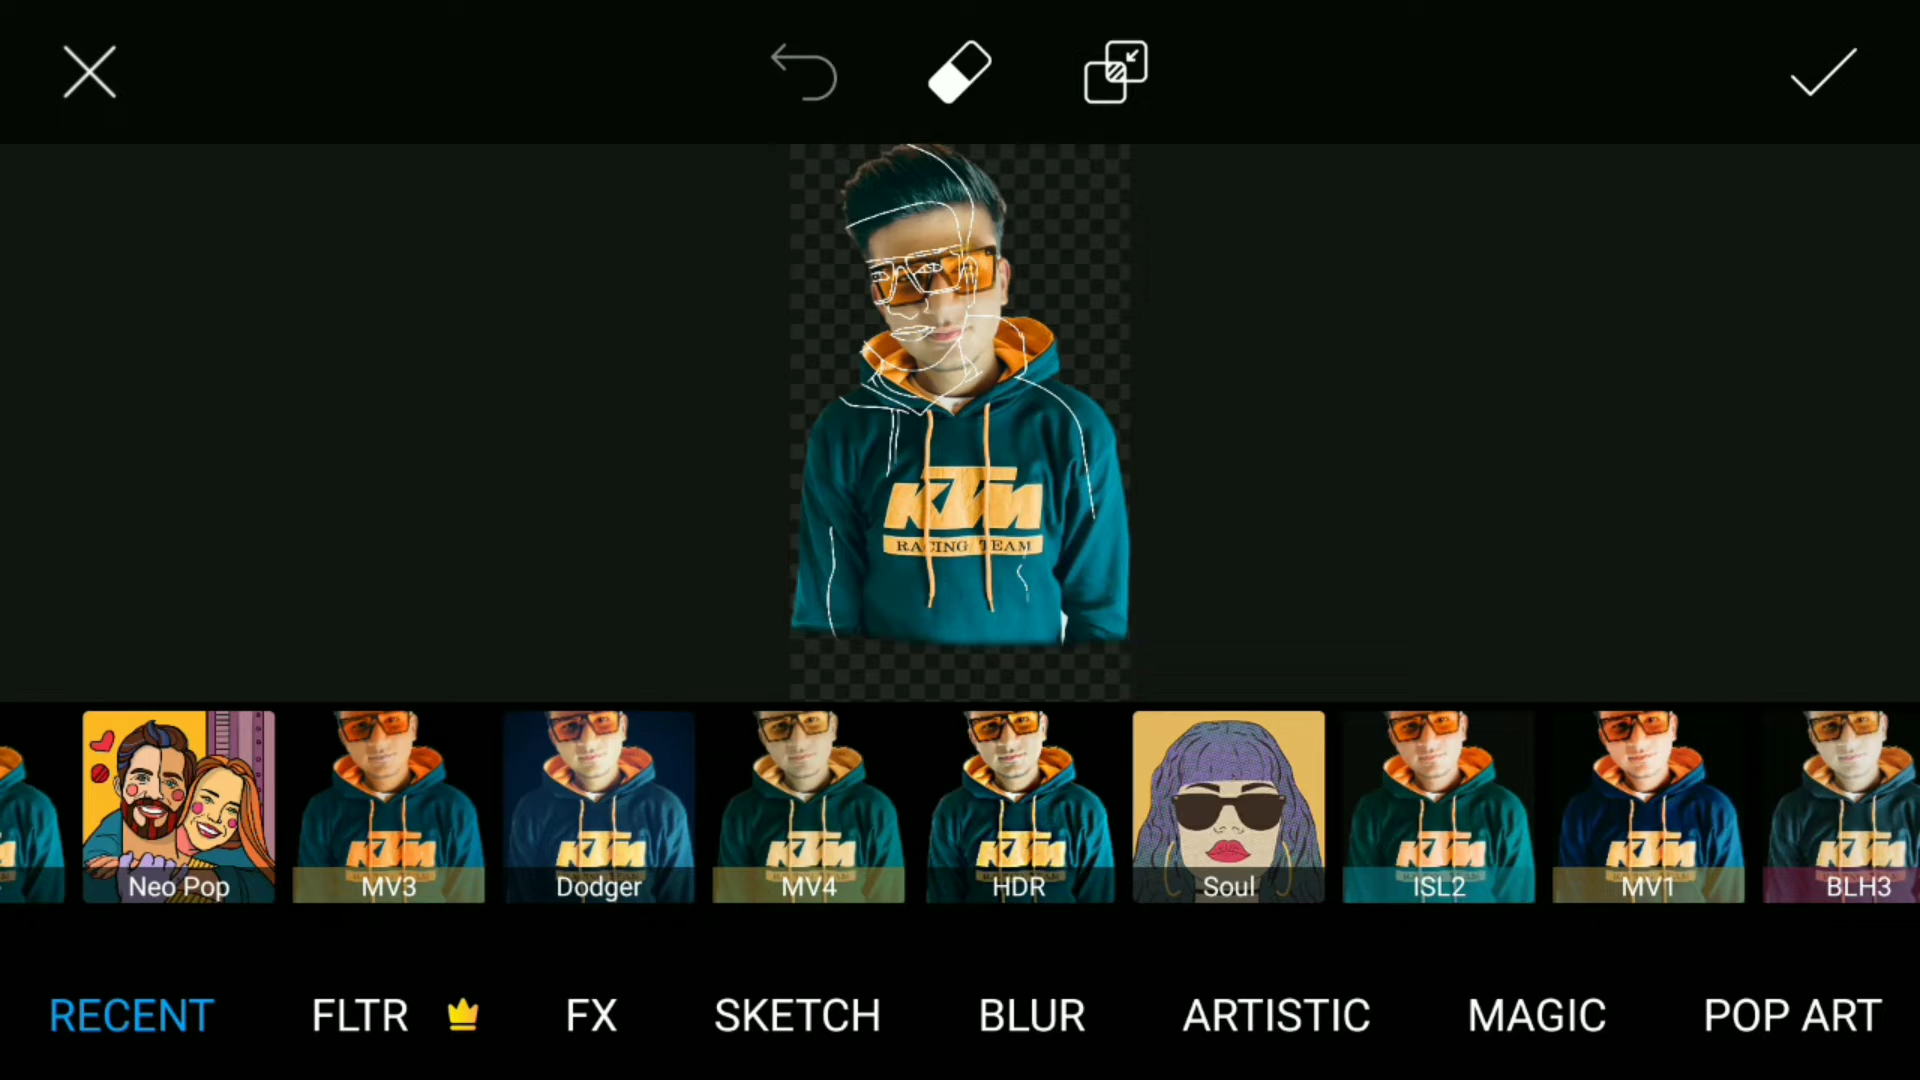 KTM
RACING TEAM
Neo Pop
MV3
Dodger
MV4
HDR
Soul
ISL2
MV1
BLH3
RECENT
FLTR
FX
SKETCH
BLUR
ARTISTIC
MAGIC
POP ART